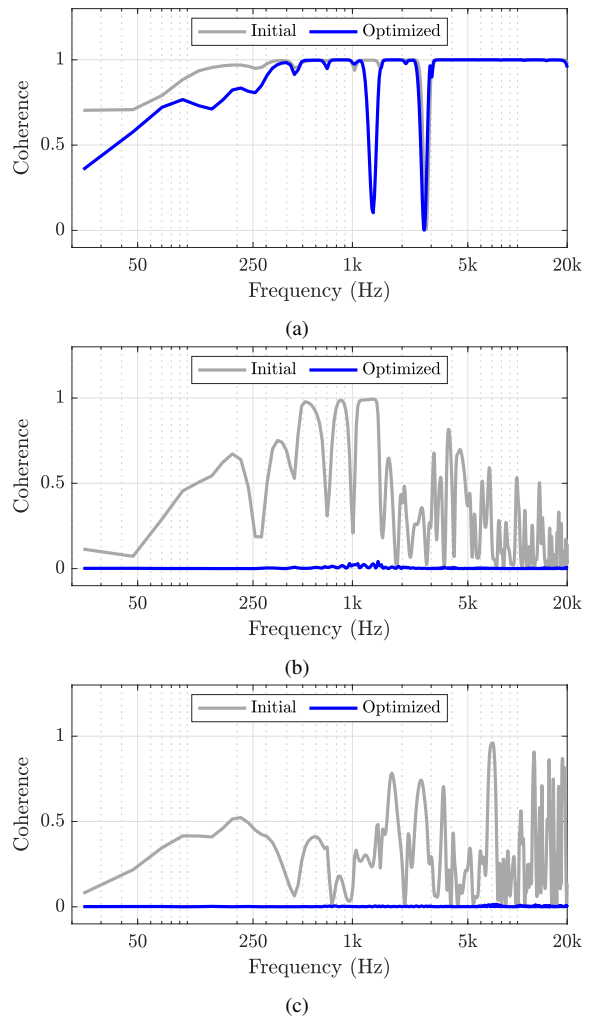 Initial Optimized
1
0.5
0
Coherence
50 250 1k 5k 20k
Frequency (Hz)
(a)
Initial Optimized
1
0.5
0
Coherence
50 250 1k 5k 20k
Frequency (Hz)
(b)
Initial Optimized
1
0.5
0
Coherence
50 250 1k 5k 20k
Frequency (Hz)
(c)